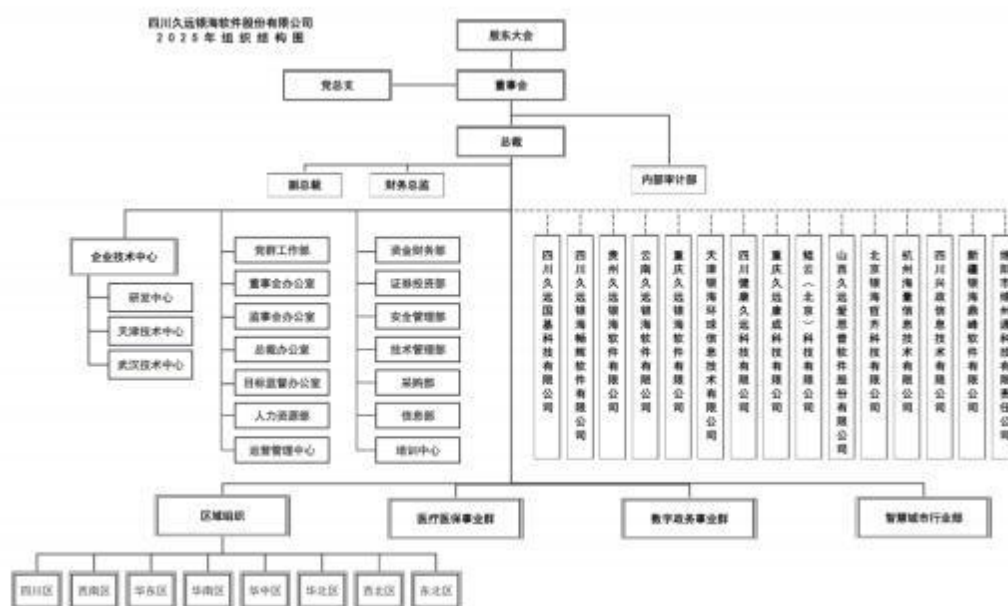 四川久远银海软件股份有限公司
2025年组织结构图
股东大会
党总支
董事会
总裁
副总裁
财务总监
内部审计部
企业技术中心
研发中心
天津技术中心
武汉技术中心
党群工作部
董事会办公室
监事会办公室
总裁办公室
目标监督办公室
人力资源部
运营管理中心
资金财务部
证券投资部
安全管理部
技术管理部
采购部
信息部
培训中心
四川久远国基科技有限公司
四川久远银海畅辉软件有限公司
贵州久远银海软件有限公司
云南久远银海软件有限公司
重庆久远银海软件有限公司
天津银海环球信息技术有限公司
四川健康久远科技有限公司
重庆久远康成科技有限公司
鲲云（北京）科技有限公司
山西久远爱思普软件股份有限公司
北京银海哲齐科技有限公司
杭州海量信息技术有限公司
四川兴政信息技术有限公司
新疆银海鼎峰软件有限公司
区域组织
医疗医保事业群
数字政务事业群
智慧城市行业部
四川区
西南区
华东区
华南区
华中区
华北区
西北区
东北区